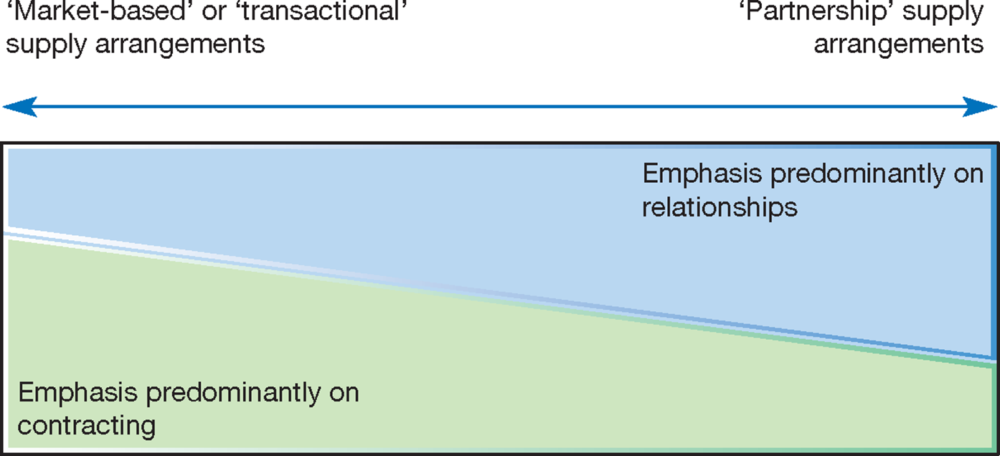 ‘Market-based’ or ‘transactional’
supply arrangements
‘Partnership’ supply
arrangements
Emphasis predominantly on
relationships
Emphasis predominantly on
contracting